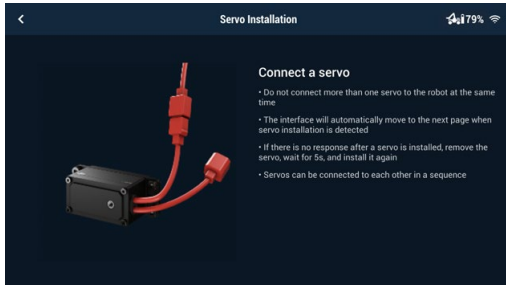 Servo Installation
79%
Connect a servo
• Do not connect more than one servo to the robot at the same
time
• The interface will automatically move to the next page when
servo installation is detected
• If there is no response after a servo is installed, remove the
servo, wait for 5s, and install it again
• Servos can be connected to each other in a sequence